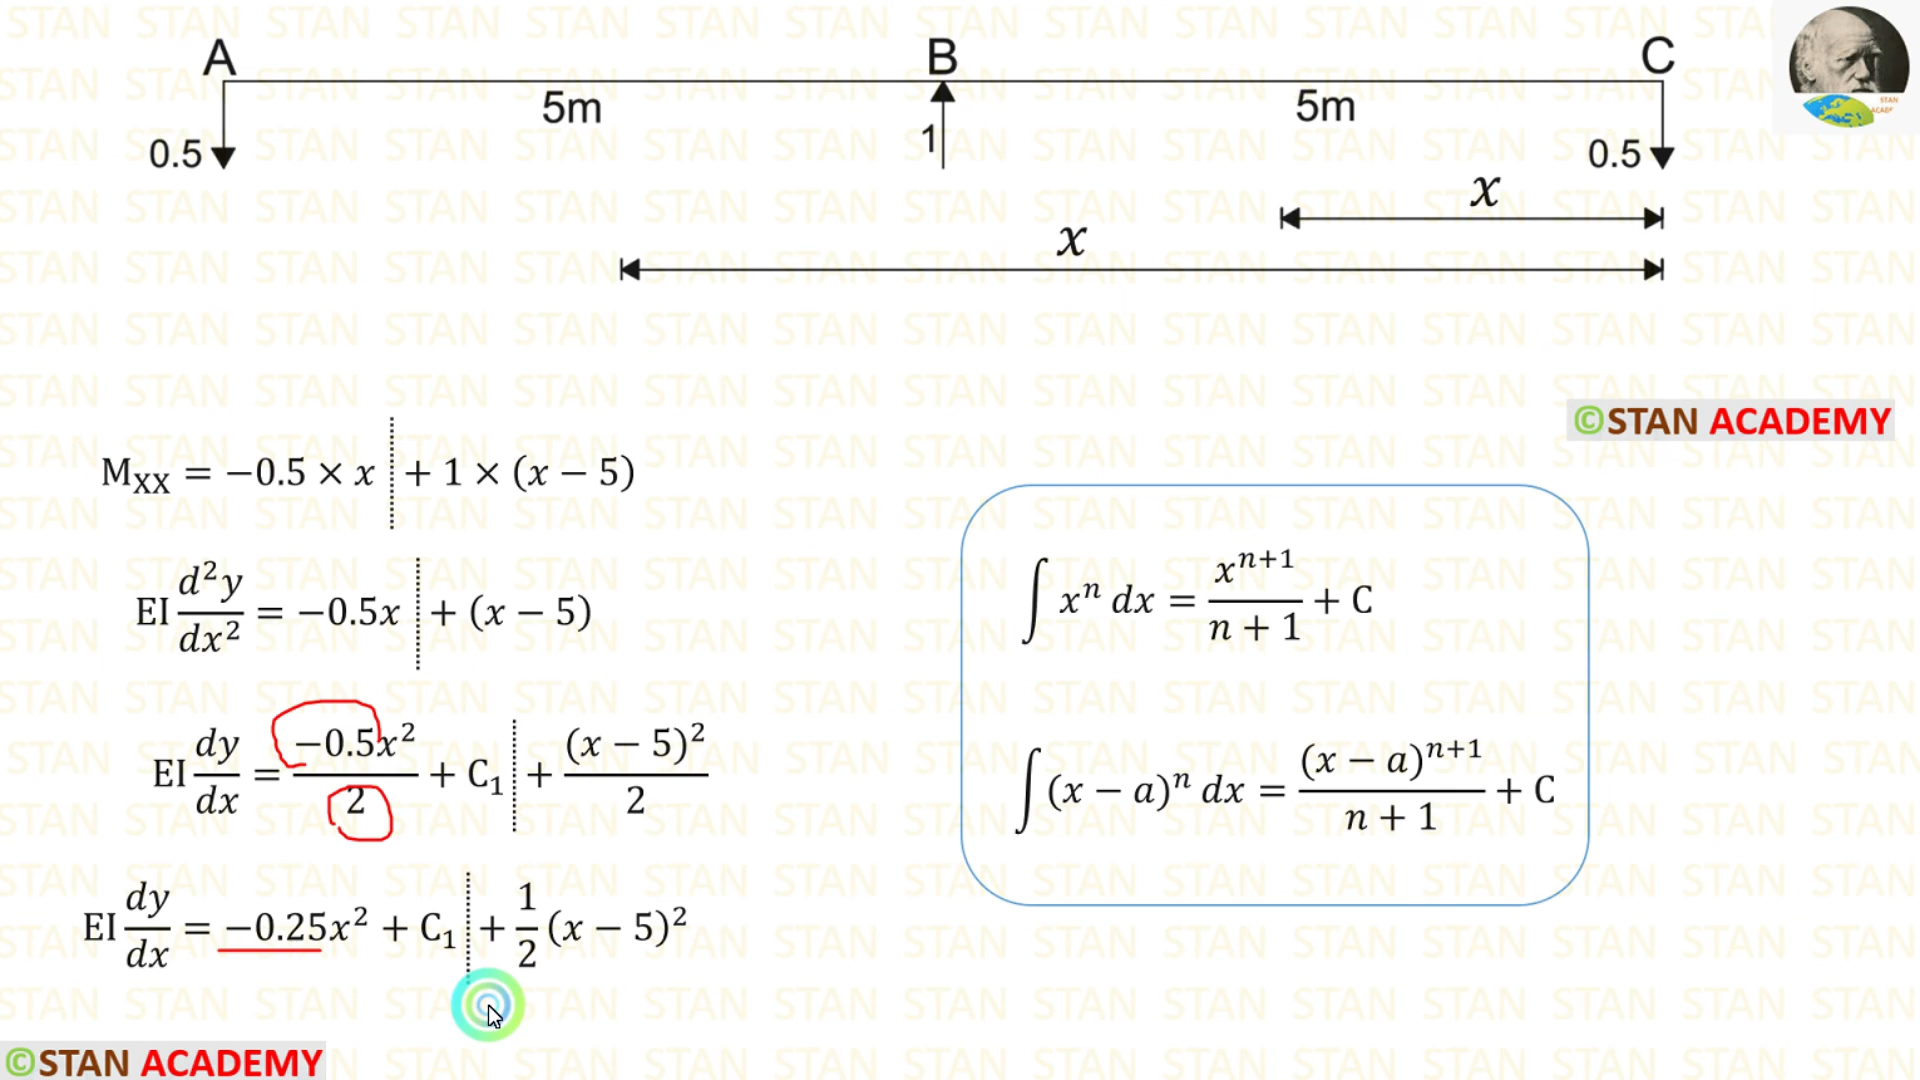 A B C
5m 5m
0.5 1 0.5
x
x
©STAN ACADEMY
M_XX = −0.5 × x + 1 × (x − 5)
EI d²y/dx² = −0.5x + (x − 5)
EI dy/dx = −0.5x²/2 + C₁ + (x − 5)²/2
EI dy/dx = −0.25x² + C₁ + 1/2 (x − 5)²
∫ xⁿ dx = xⁿ⁺¹/(n + 1) + C
∫ (x − a)ⁿ dx = (x − a)ⁿ⁺¹/(n + 1) + C
©STAN ACADEMY